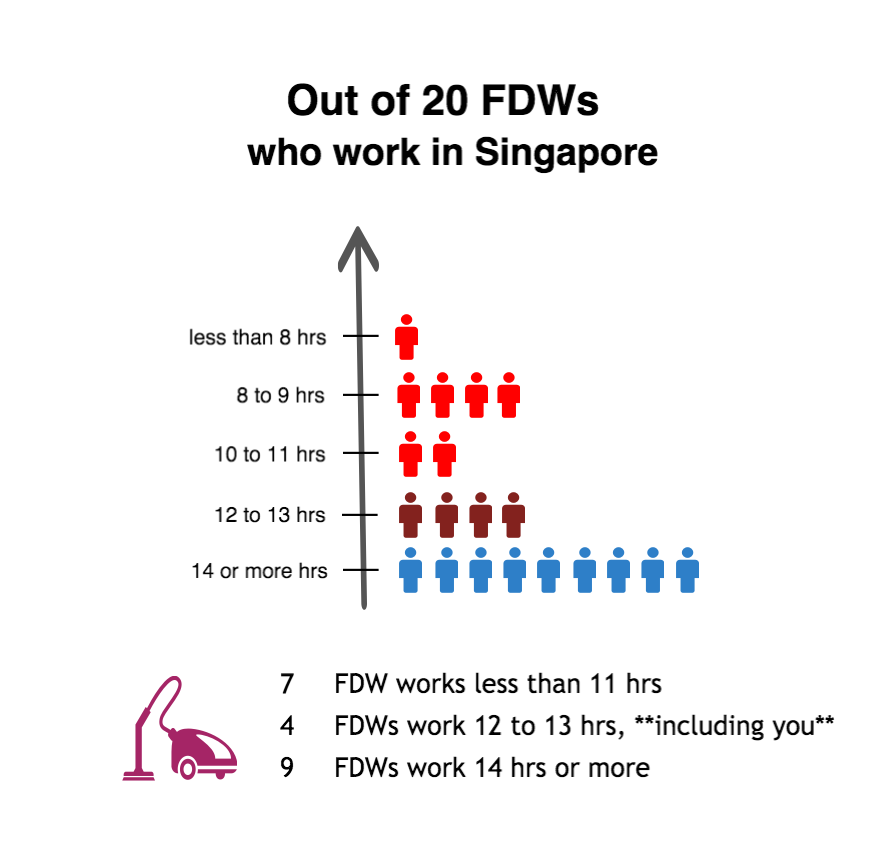 Out of 20 FDWs
who work in Singapore
less than 8 hrs
8 to 9 hrs
10 to 11 hrs
12 to 13 hrs
14 or more hrs
7 FDW works less than 11 hrs
4 FDWs work 12 to 13 hrs, **including you**
9 FDWs work 14 hrs or more